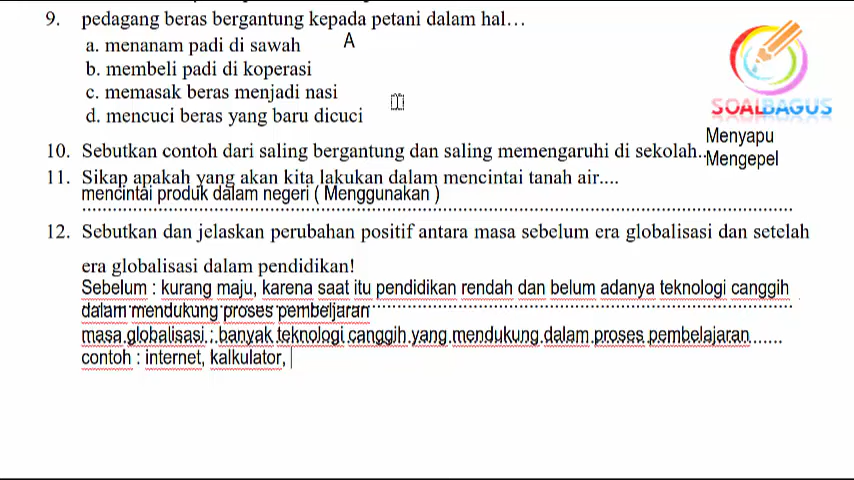 9. pedagang beras bergantung kepada petani dalam hal…
a. menanam padi di sawah A
b. membeli padi di koperasi
c. memasak beras menjadi nasi
d. mencuci beras yang baru dicuci
SOALBAGUS
Menyapu
10. Sebutkan contoh dari saling bergantung dan saling memengaruhi di sekolah..
Mengepel
11. Sikap apakah yang akan kita lakukan dalam mencintai tanah air....
mencintai produk dalam negeri ( Menggunakan )
12. Sebutkan dan jelaskan perubahan positif antara masa sebelum era globalisasi dan setelah
era globalisasi dalam pendidikan!
Sebelum : kurang maju, karena saat itu pendidikan rendah dan belum adanya teknologi canggih
dalam mendukung proses pembeljaran
masa globalisasi : banyak teknologi canggih yang mendukung dalam proses pembelajaran
contoh : internet, kalkulator,